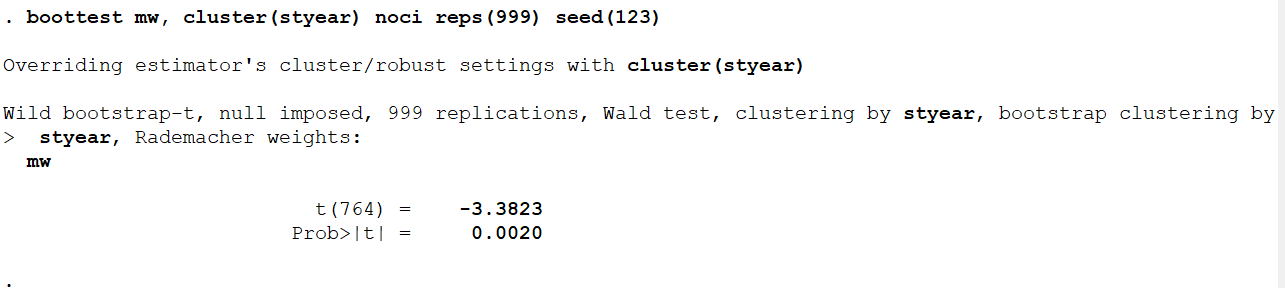 . boottest mw, cluster(styear) noci reps(999) seed(123)
Overriding estimator's cluster/robust settings with cluster(styear)
Wild bootstrap-t, null imposed, 999 replications, Wald test, clustering by styear, bootstrap clustering by
> styear, Rademacher weights:
mw
t(764) = -3.3823
Prob>|t| = 0.0020
.